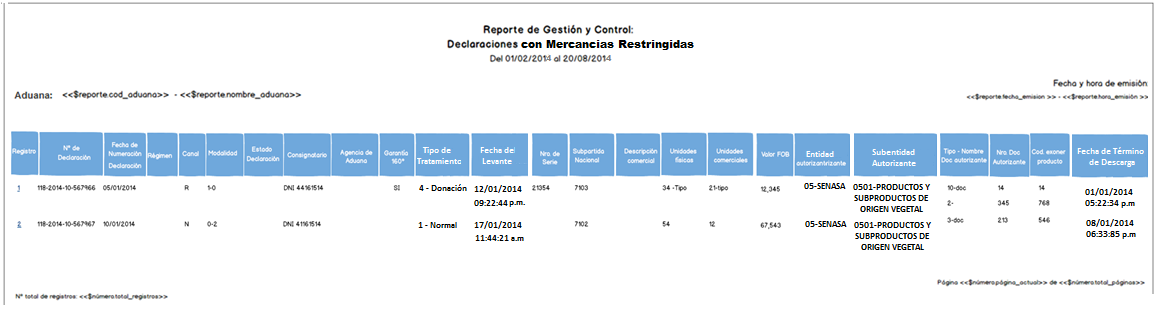 Reporte de Gestión y Control:
Declaraciones con Mercancias Restringidas
Del 01/02/2014 al 20/08/2014
Fecha y hora de emisión:
Aduana: <<$reporte.cod_aduana>> - <<$reporte.nombre_aduana>>
<<$reporte.fecha_emision >> - <<$reporte.hora_emisión >>
Registro N° de Declaración Fecha de Numeración Declaración Régimen Canal Modalidad Estado Declaración Consignatario Agencia de Aduana Garantía 160° Tipo de Tratamiento Fecha del Levante Nro. de Serie Subpartida Nacional Descripción comercial Unidades físicas Unidades comerciales Valor FOB Entidad autorizanrizante Subentidad Autorizante Tipo - Nombre Doc autorizante Nro. Doc Autorizante Cod. exoner producto Fecha de Término de Descarga
1 118-2014-10-567966 05/01/2014 R 1-0 DNI 44161514 SI 4 - Donación 12/01/2014 21354 7103 34 -Tipo 21-tipo 12,345 05-SENASA 0501-PRODUCTOS Y 10-doc 14 14 01/01/2014
09:22:44 p.m. SUBPRODUCTOS DE 2- 345 768 05:22:34 p.m
ORIGEN VEGETAL
2 118-2014-10-567967 10/01/2014 N 0-2 DNI 41161514 1 - Normal 17/01/2014 7102 54 12 67,543 05-SENASA 0501-PRODUCTOS Y 3-doc 213 546 08/01/2014
11:44:21 a.m SUBPRODUCTOS DE 06:33:85 p.m
ORIGEN VEGETAL
Página <<$número.página_actual>> de <<$número.total_páginas>>
N° total de registros: <<$número.total_registros>>